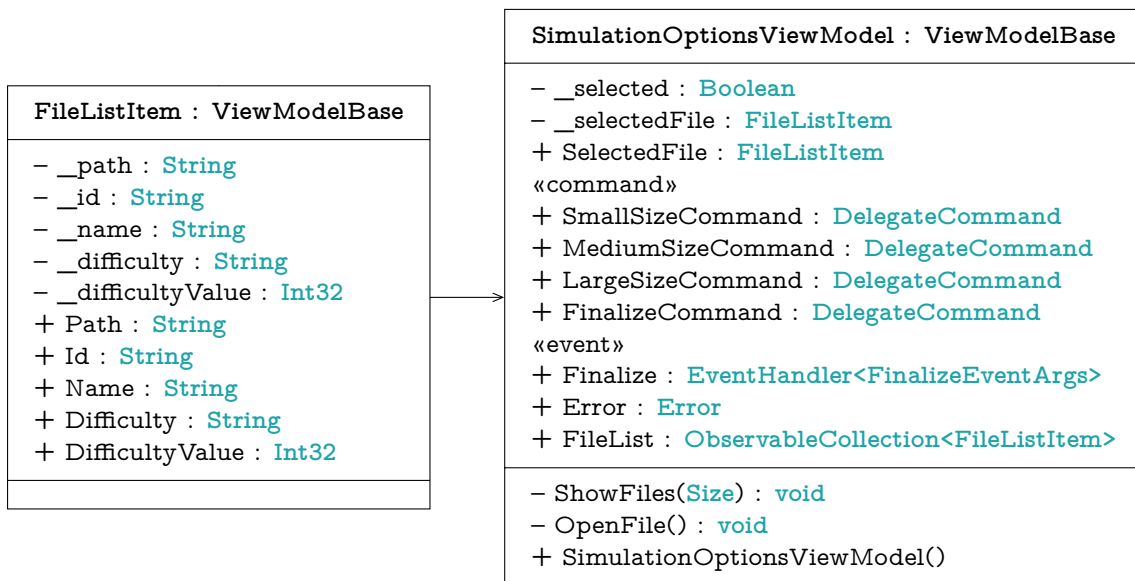 FileListItem : ViewModelBase
– _path : String
– _id : String
– _name : String
– _difficulty : String
– _difficultyValue : Int32
+ Path : String
+ Id : String
+ Name : String
+ Difficulty : String
+ DifficultyValue : Int32
SimulationOptionsViewModel : ViewModelBase
– _selected : Boolean
– _selectedFile : FileListItem
+ SelectedFile : FileListItem
«command»
+ SmallSizeCommand : DelegateCommand
+ MediumSizeCommand : DelegateCommand
+ LargeSizeCommand : DelegateCommand
+ FinalizeCommand : DelegateCommand
«event»
+ Finalize : EventHandler<FinalizeEventArgs>
+ Error : Error
+ FileList : ObservableCollection<FileListItem>
– ShowFiles(Size) : void
– OpenFile() : void
+ SimulationOptionsViewModel()